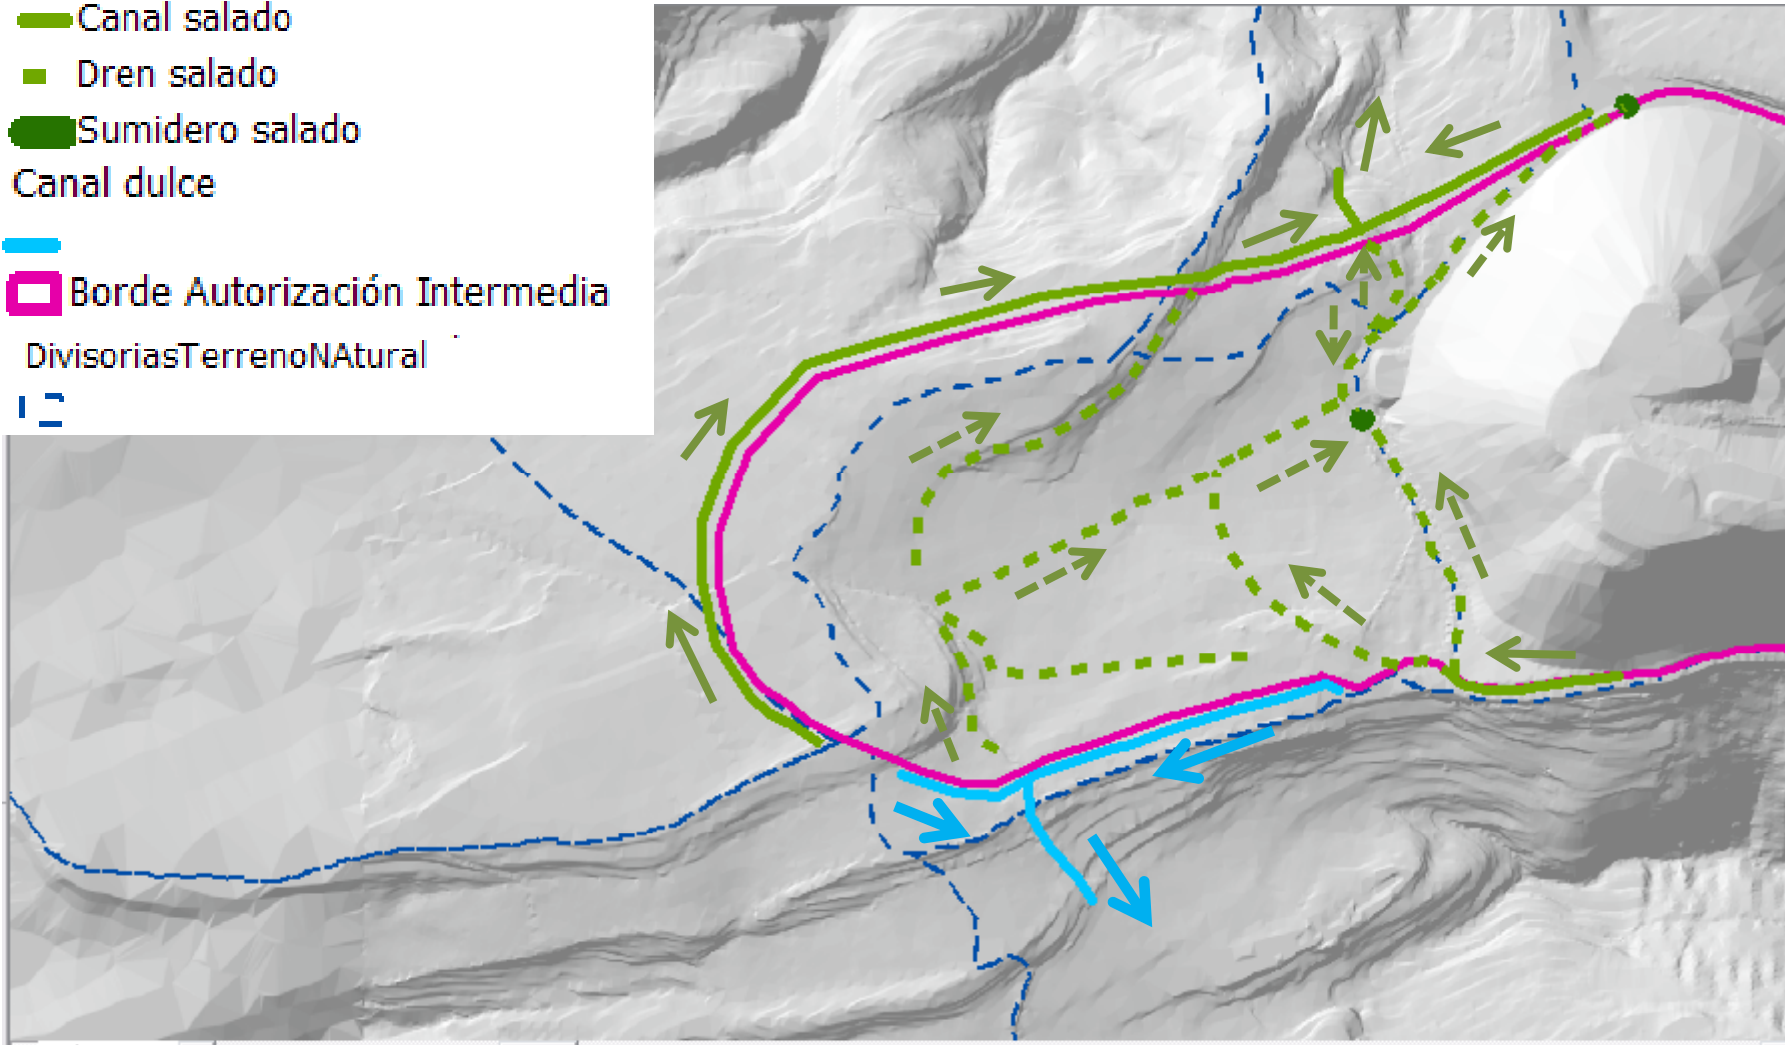 Canal salado
Dren salado
Sumidero salado
Canal dulce
Borde Autorización Intermedia
DivisoriasTerrenoNAtural